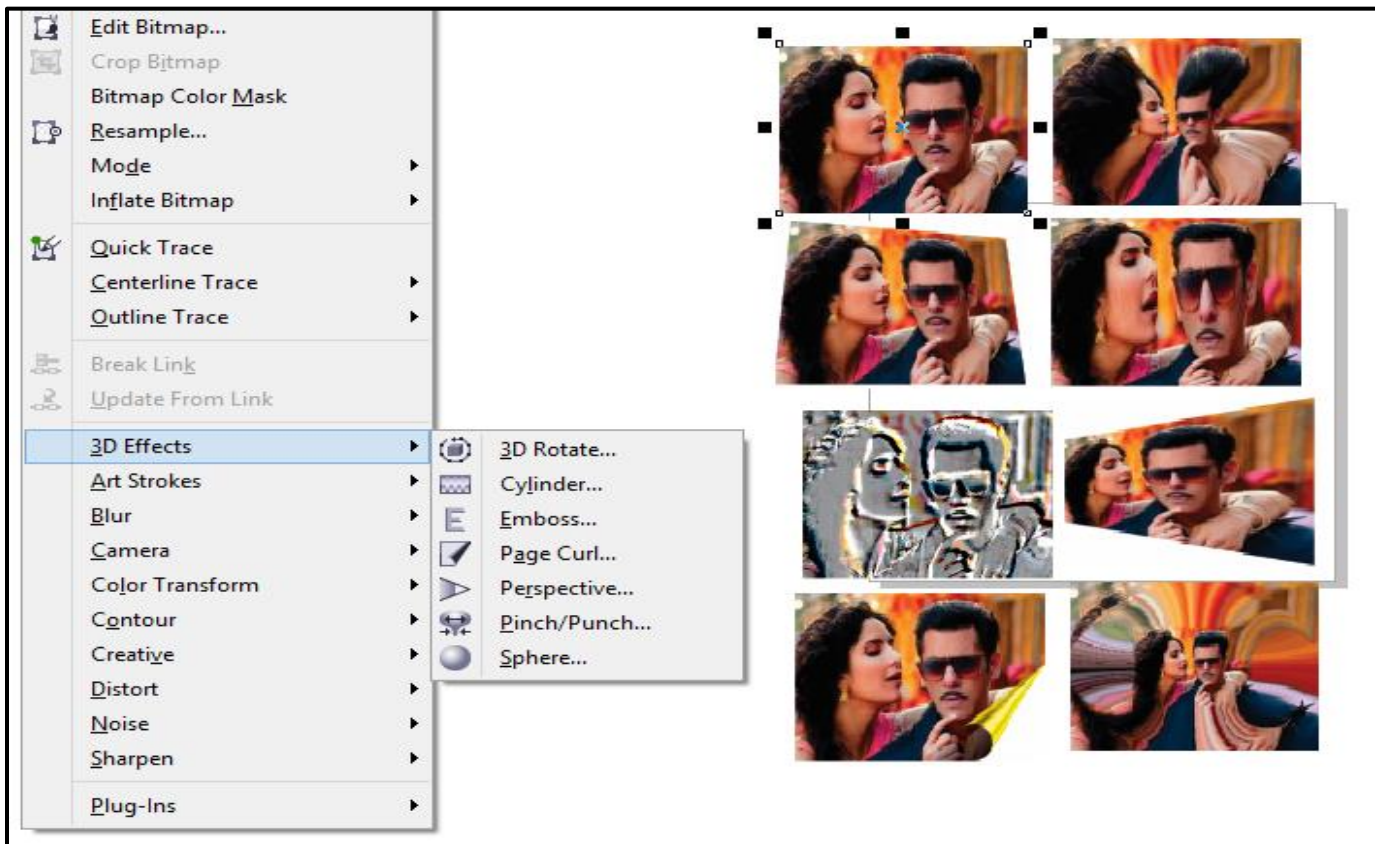 Edit Bitmap...
Crop Bitmap
Bitmap Color Mask
Resample...
Mode
Inflate Bitmap
Quick Trace
Centerline Trace
Outline Trace
Break Link
Update From Link
3D Effects
Art Strokes
Blur
Camera
Color Transform
Contour
Creative
Distort
Noise
Sharpen
Plug-Ins
3D Rotate...
Cylinder...
Emboss...
Page Curl...
Perspective...
Pinch/Punch...
Sphere...